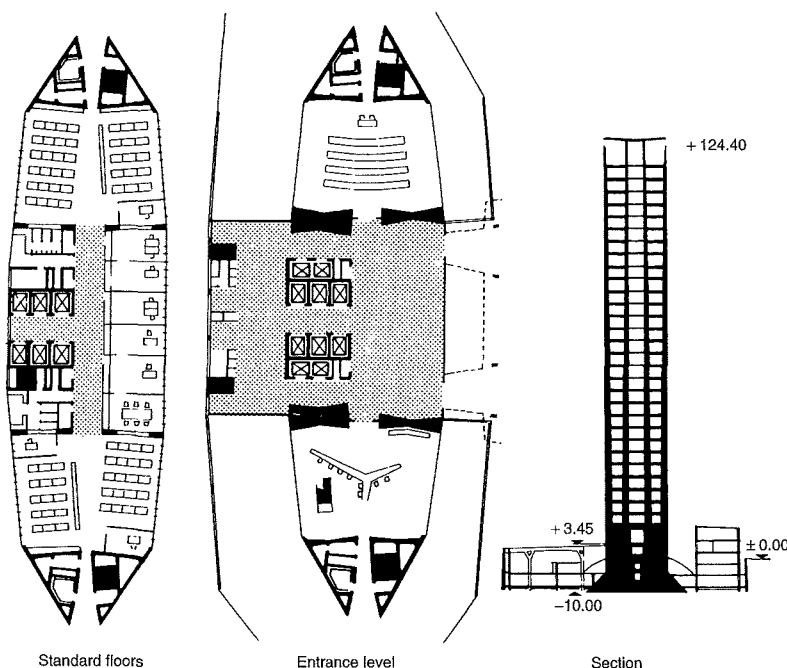 + 124.40
+ 3.45
± 0.00
−10.00
Standard floors
Entrance level
Section